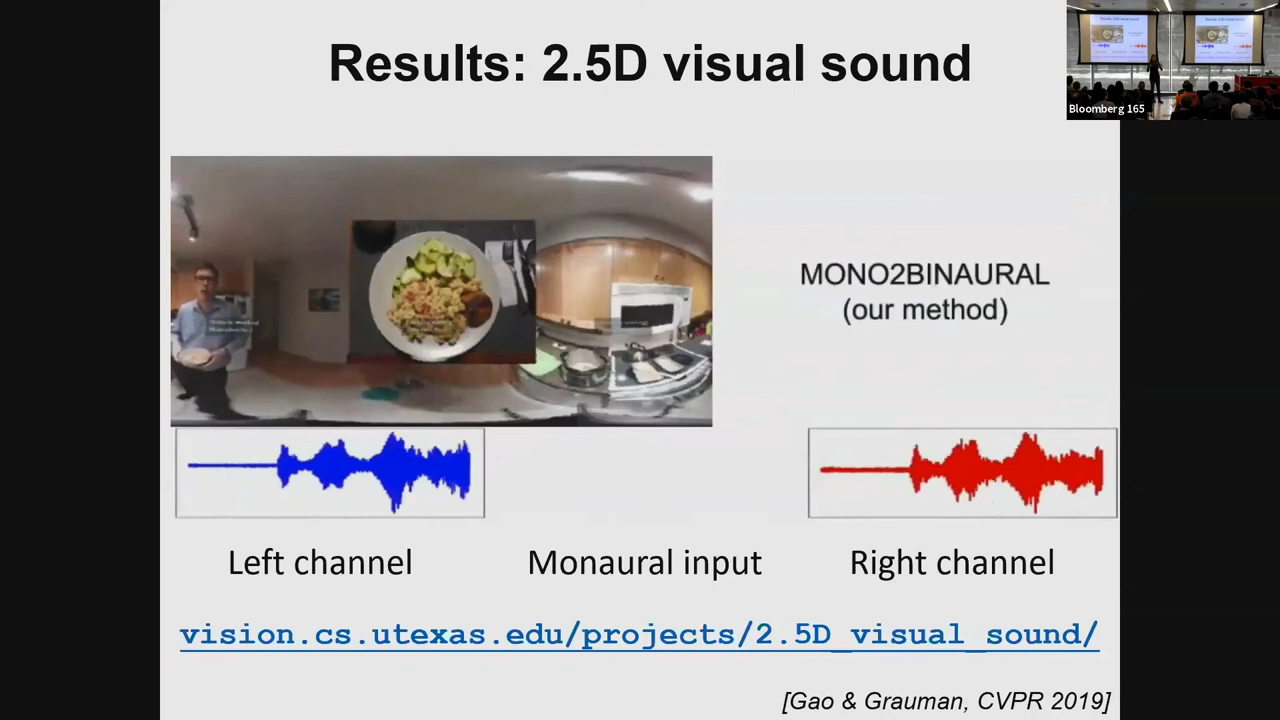 Results: 2.5D visual sound
Bloomberg 165
MONO2BINAURAL
(our method)
Left channel
Monaural input
Right channel
vision.cs.utexas.edu/projects/2.5D_visual_sound/
[Gao & Grauman, CVPR 2019]